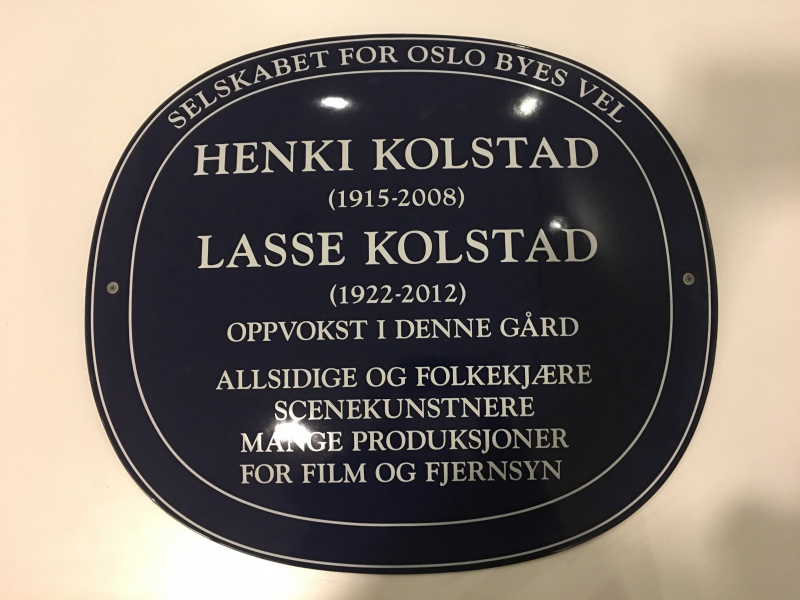 SELSKABET FOR OSLO BYES VEL
HENKI KOLSTAD
(1915-2008)
LASSE KOLSTAD
(1922-2012)
OPPVOKST I DENNE GÅRD
ALLSIDIGE OG FOLKEKJÆRE
SCENEKUNSTNERE
MANGE PRODUKSJONER
FOR FILM OG FJERNSYN